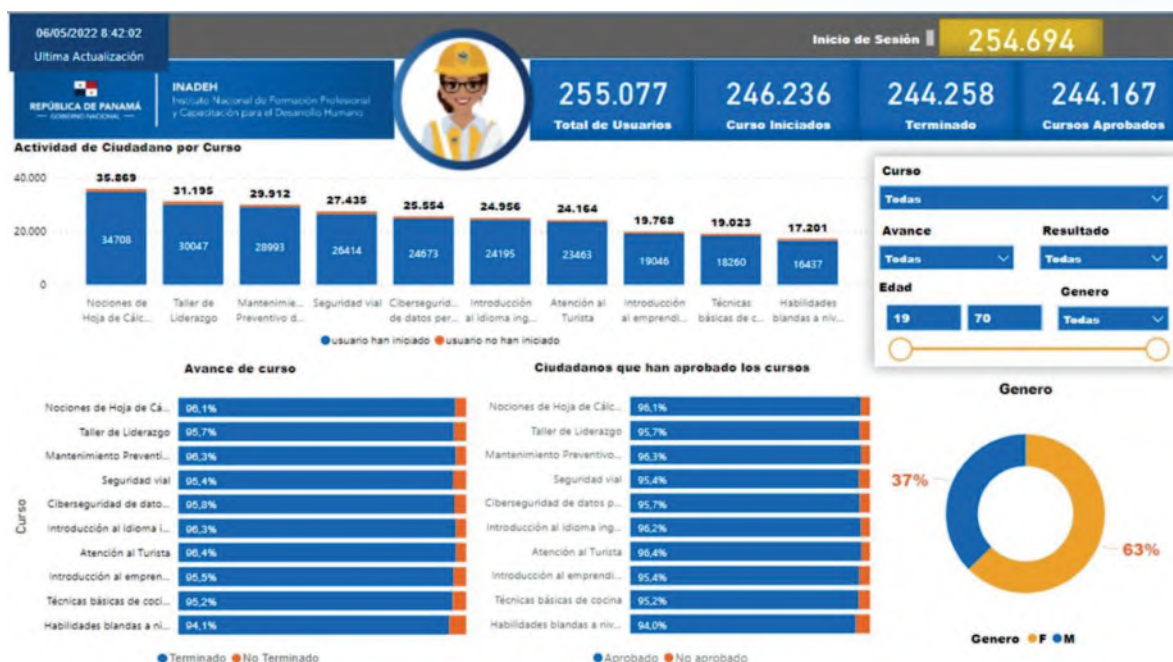 06/05/2022 8:42:02
Ultima Actualización
Inicio de Sesión
254.694
REPÚBLICA DE PANAMÁ
— GOBIERNO NACIONAL —
INADEH
Instituto Nacional de Formación Profesional
y Capacitación para el Desarrollo Humano
255.077
Total de Usuarios
246.236
Curso Iniciados
244.258
Terminado
244.167
Cursos Aprobados
Actividad de Ciudadano por Curso
40.000
20.000
0
35.869
31.195
29.912
27.435
25.554
24.956
24.164
19.768
19.023
17.201
34708
30047
28993
26414
24673
24195
23463
19046
18260
16437
Nociones de
Hoja de Cálc...
Taller de
Liderazgo
Mantenimie...
Preventivo d...
Seguridad vial
Cibersegurid...
de datos per...
Introducción
al idioma ing...
Atención al
Turista
Introducción
al emprendi...
Técnicas
básicas de c...
Habilidades
blandas a niv...
usuario han iniciado usuario no han iniciado
Curso
Todas
Avance
Todas
Resultado
Todas
Edad
19
70
Genero
Todas
Avance de curso
Curso
Nociones de Hoja de Cá... 96,1%
Taller de Liderazgo 95,7%
Mantenimiento Preventi... 96,3%
Seguridad vial 95,4%
Ciberseguridad de dato... 95,8%
Introducción al idioma i... 96,3%
Atención al Turista 96,4%
Introducción al empren... 95,5%
Técnicas básicas de coci... 95,2%
Habilidades blandas a ni... 94,1%
Terminado No Terminado
Ciudadanos que han aprobado los cursos
Nociones de Hoja de Cálc... 96,1%
Taller de Liderazgo 95,7%
Mantenimiento Preventivo... 96,3%
Seguridad vial 95,4%
Ciberseguridad de datos p... 95,7%
Introducción al idioma ing... 96,2%
Atención al Turista 96,4%
Introducción al emprendi... 95,4%
Técnicas básicas de cocina 95,2%
Habilidades blandas a niv... 94,0%
Aprobado No aprobado
Genero
37%
63%
Genero F M